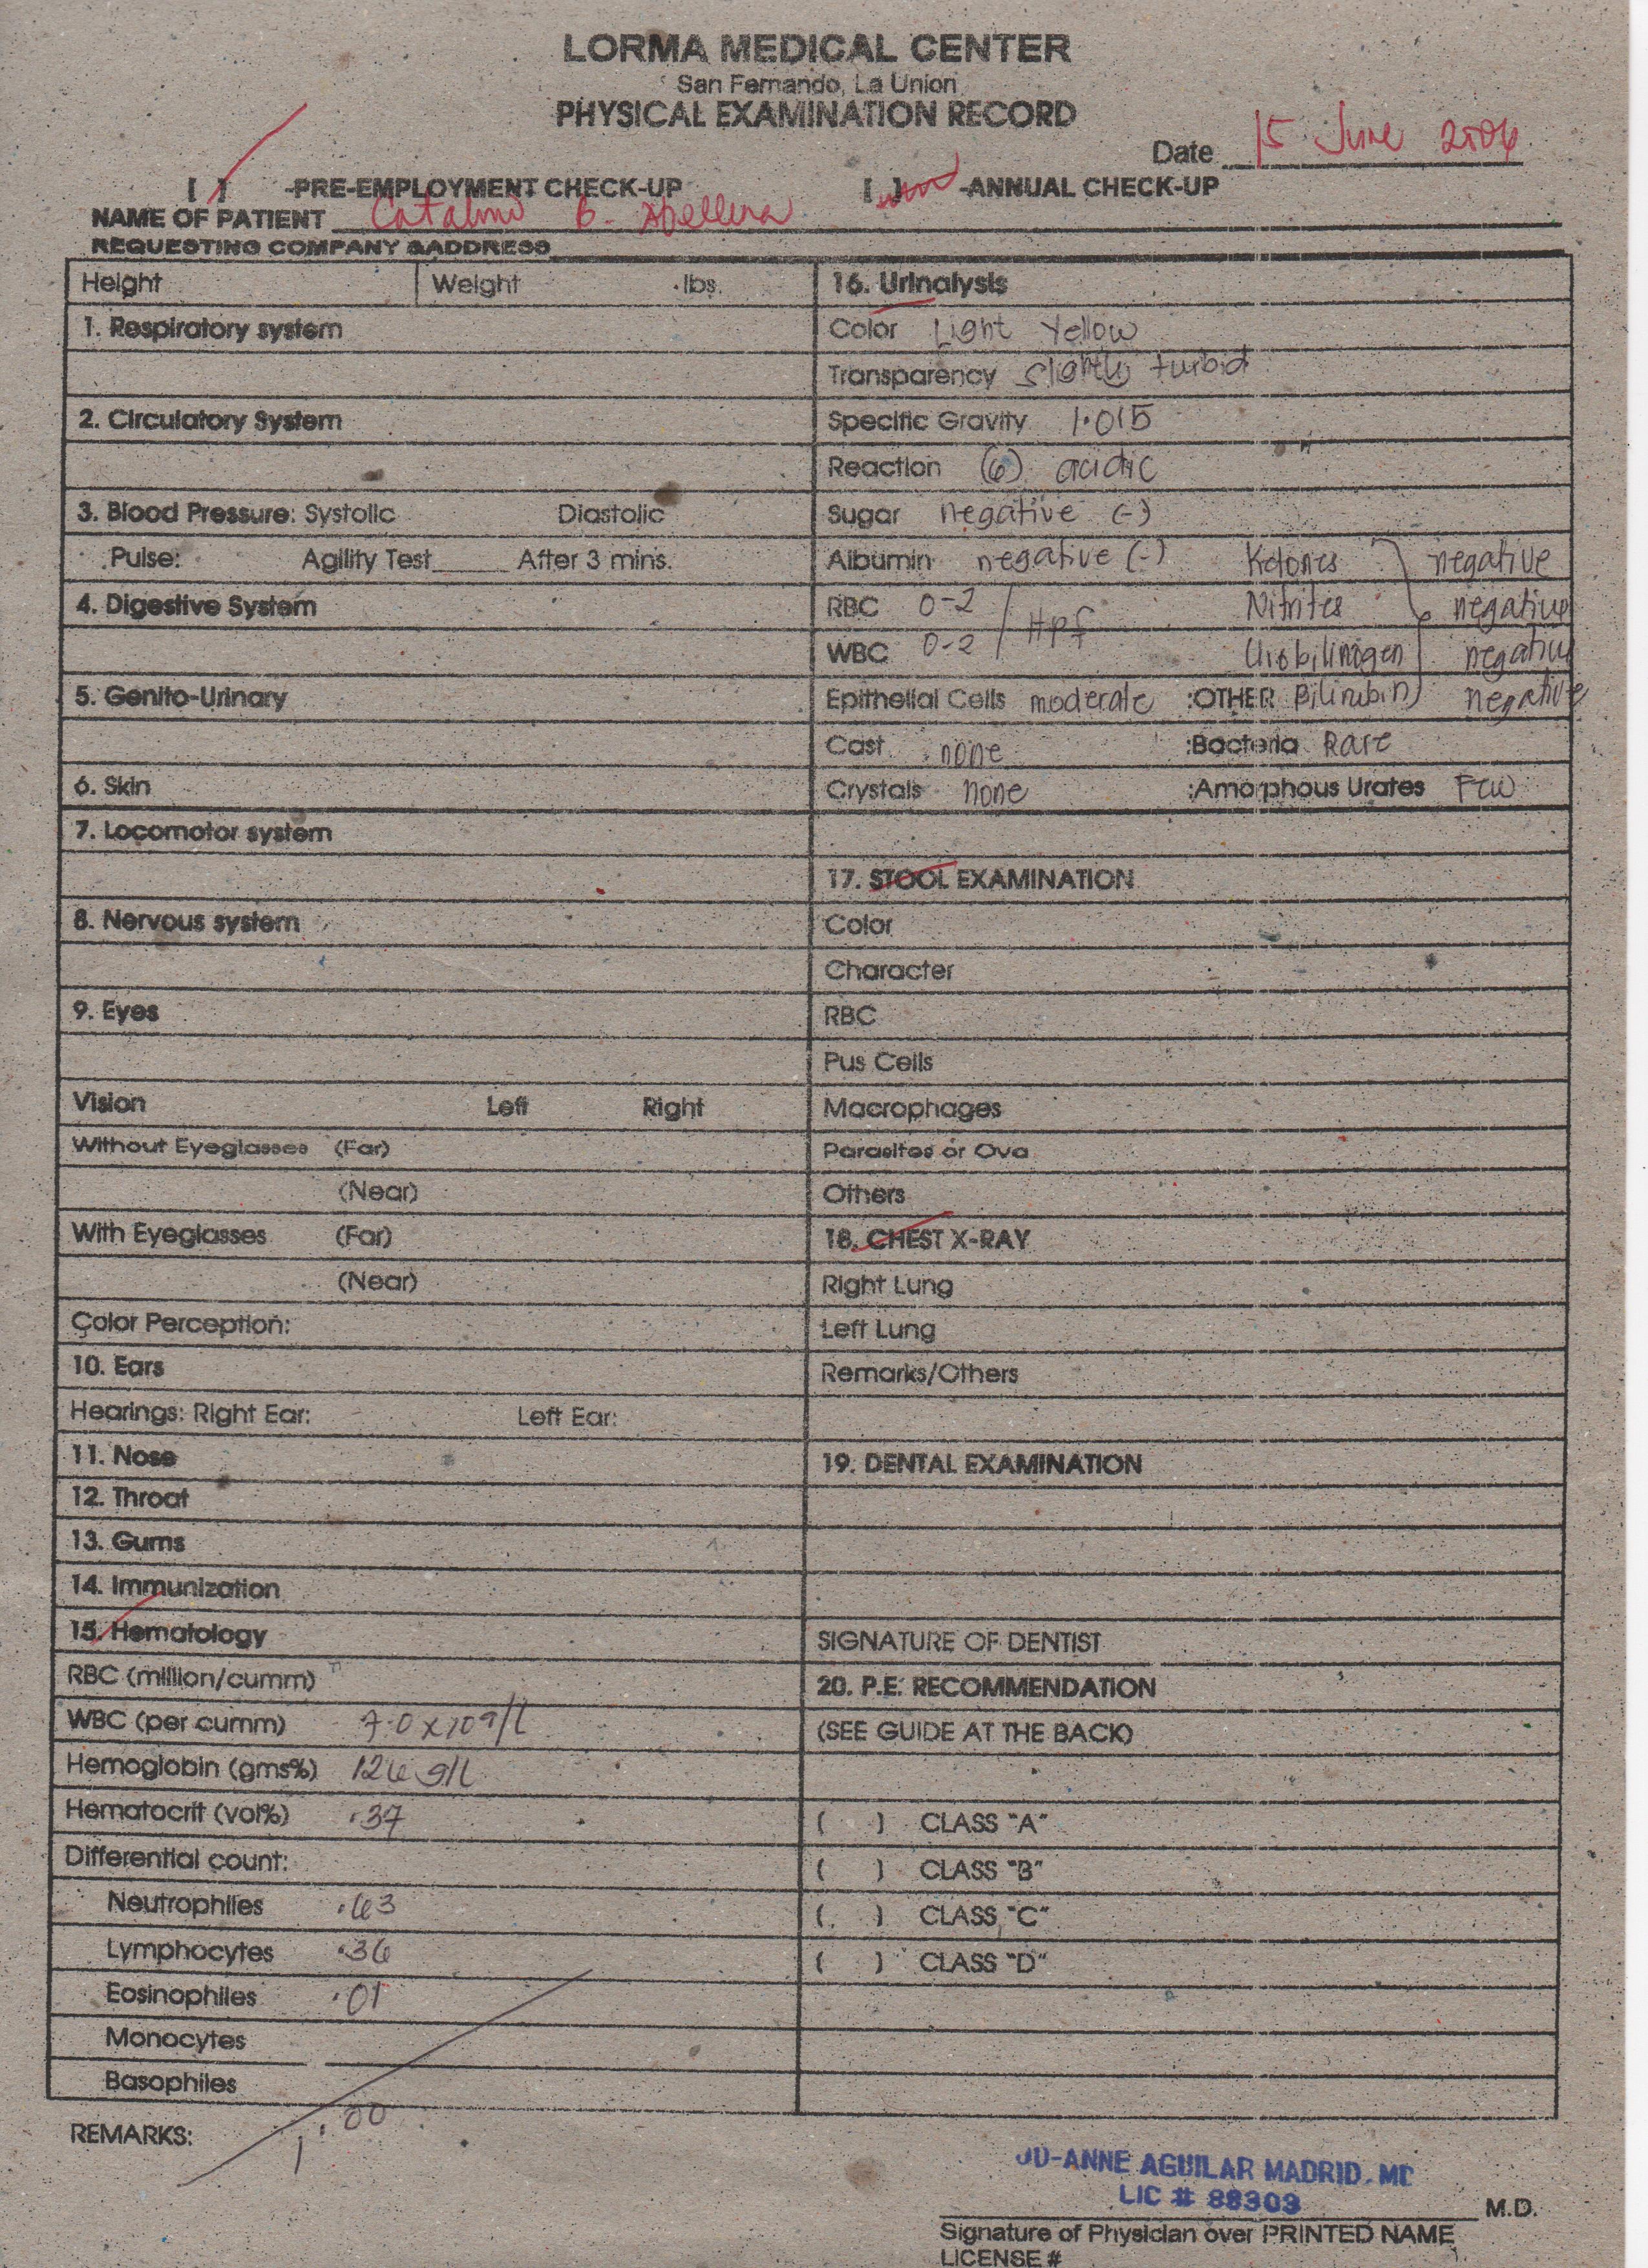 LORMA MEDICAL CENTER
San Fernando, La Union
PHYSICAL EXAMINATION RECORD
Date 15 June 2006
[ ] -PRE-EMPLOYMENT CHECK-UP [ ] -ANNUAL CHECK-UP
NAME OF PATIENT Catalino B. Abellera
REQUESTING COMPANY &ADDRESS
Height Weight lbs.
1. Respiratory system
2. Circulatory System
3. Blood Pressure: Systolic Diastolic
Pulse: Agility Test After 3 mins.
4. Digestive System
5. Genito-Urinary
6. Skin
7. Locomotor system
8. Nervous system
9. Eyes
Vision Left Right
Without Eyeglasses (Far)
(Near)
With Eyeglasses (Far)
(Near)
Color Perception:
10. Ears
Hearings: Right Ear: Left Ear:
11. Nose
12. Throat
13. Gums
14. Immunization
15. Hematology
RBC (million/cumm)
WBC (per cumm) 7.0 x 10 9/L
Hemoglobin (gms%) 126 g/L
Hematocrit (vol%) .37
Differential count:
Neutrophiles .63
Lymphocytes .36
Eosinophiles .01
Monocytes
Basophiles
REMARKS: 1.00
16. Urinalysis
Color Light Yellow
Transparency slightly turbid
Specific Gravity 1.015
Reaction (6) acidic
Sugar negative (-)
Albumin negative (-) Ketones negative
RBC 0-2 / Hpf Nitrites negative
WBC 0-2 Urobilinogen negative
Epithelial Cells moderate :OTHER Bilirubin negative
Cast none :Bacteria Rare
Crystals none :Amorphous Urates Few
17. STOOL EXAMINATION
Color
Character
RBC
Pus Cells
Macrophages
Parasites or Ova
Others
18. CHEST X-RAY
Right Lung
Left Lung
Remarks/Others
19. DENTAL EXAMINATION
SIGNATURE OF DENTIST
20. P.E. RECOMMENDATION
(SEE GUIDE AT THE BACK)
( ) CLASS "A"
( ) CLASS "B"
( ) CLASS "C"
( ) CLASS "D"
JD-ANNE AGUILAR MADRID, MD
LIC # 88303
M.D.
Signature of Physician over PRINTED NAME
LICENSE #